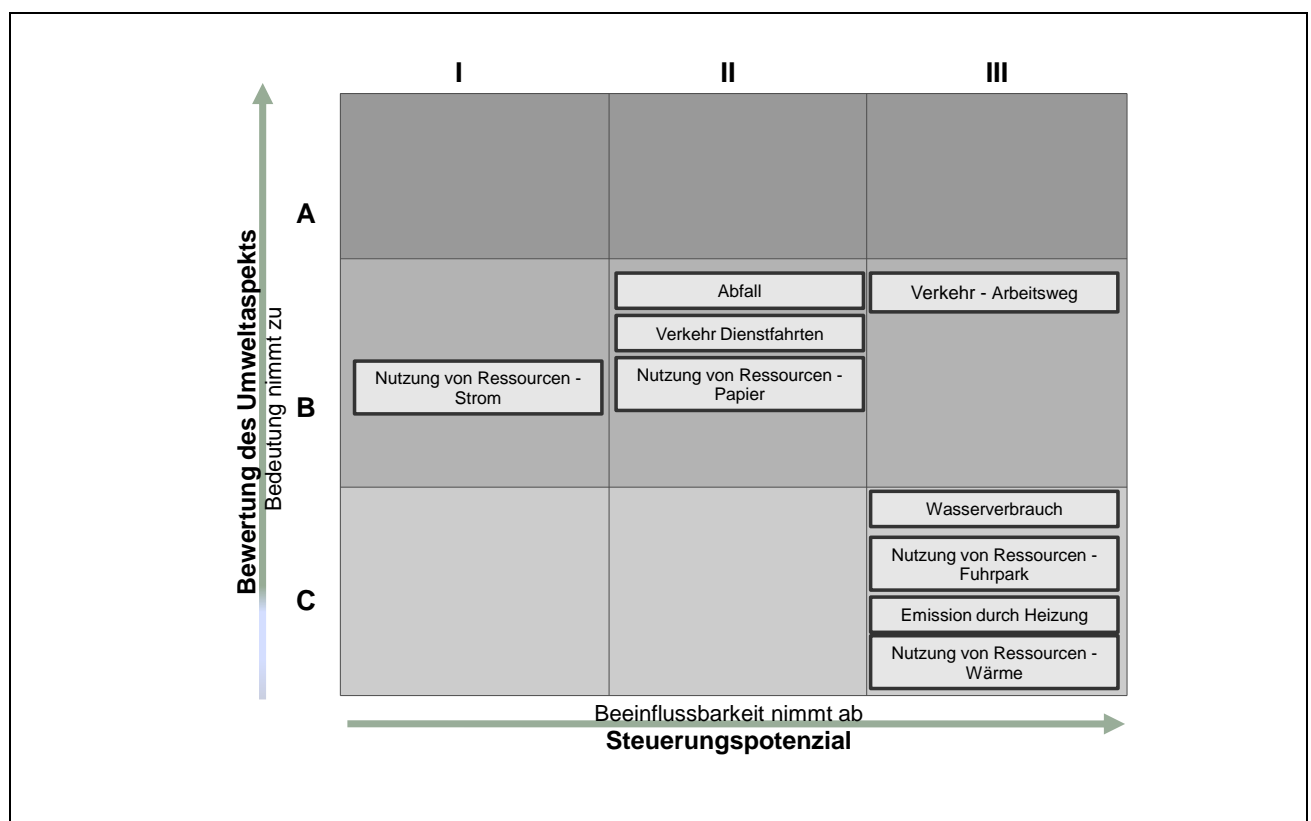 I
II
III
A
B
C
Bewertung des Umweltaspekts
Bedeutung nimmt zu
Abfall
Verkehr - Arbeitsweg
Verkehr Dienstfahrten
Nutzung von Ressourcen -
Strom
Nutzung von Ressourcen -
Papier
Wasserverbrauch
Nutzung von Ressourcen -
Fuhrpark
Emission durch Heizung
Nutzung von Ressourcen -
Wärme
Beeinflussbarkeit nimmt ab
Steuerungspotenzial